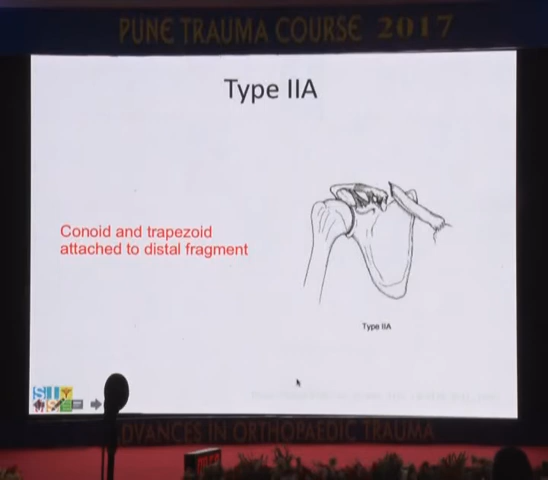 PUNE TRAUMA COURSE 2017
Type IIA
Conoid and trapezoid
attached to distal fragment
Type IIA
ADVANCES IN ORTHOPAEDIC TRAUMA